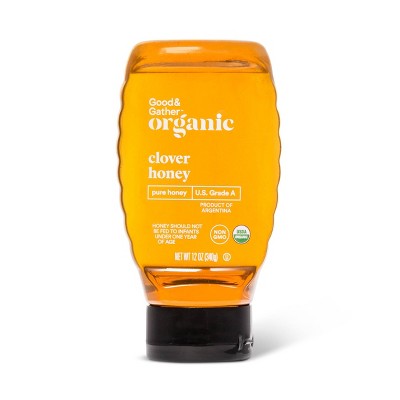 Good&
Gather™
organic
clover
honey
pure honey
U.S. Grade A
PRODUCT OF
ARGENTINA
HONEY SHOULD NOT
BE FED TO INFANTS
UNDER ONE YEAR
OF AGE
NON
GMO
USDA
ORGANIC
NET WT 12 OZ (340g)